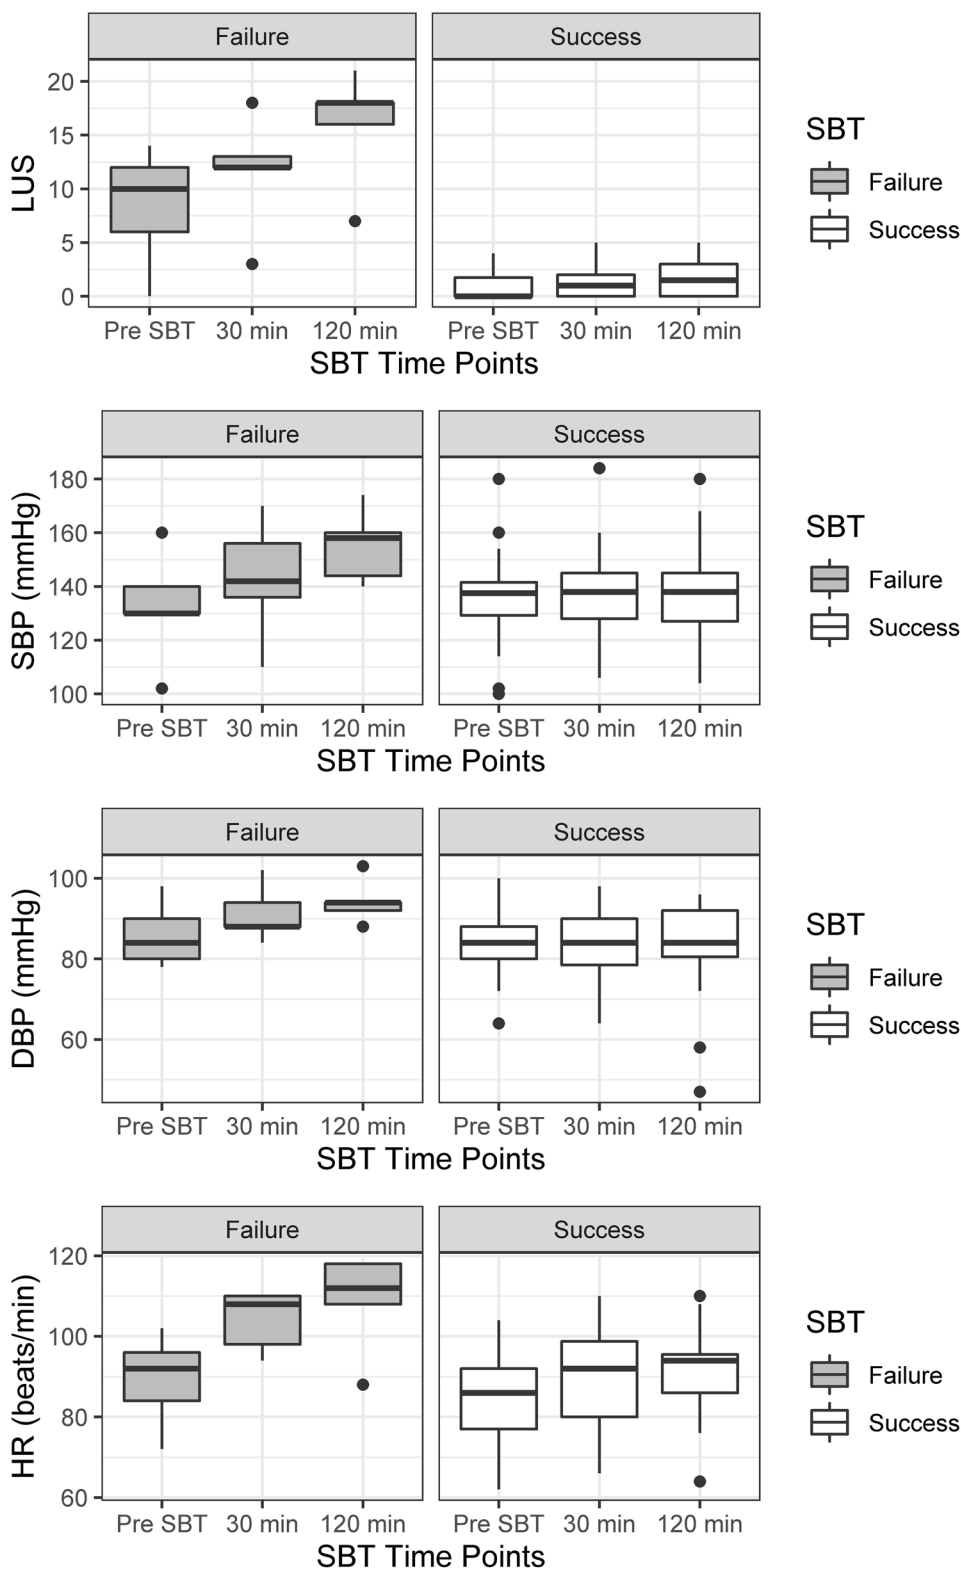 Failure Success
LUS
20
15
10
5
0
Pre SBT 30 min 120 min Pre SBT 30 min 120 min
SBT Time Points
SBT
Failure
Success
Failure Success
SBP (mmHg)
180
160
140
120
100
Pre SBT 30 min 120 min Pre SBT 30 min 120 min
SBT Time Points
SBT
Failure
Success
Failure Success
DBP (mmHg)
100
80
60
Pre SBT 30 min 120 min Pre SBT 30 min 120 min
SBT Time Points
SBT
Failure
Success
Failure Success
HR (beats/min)
120
100
80
60
Pre SBT 30 min 120 min Pre SBT 30 min 120 min
SBT Time Points
SBT
Failure
Success